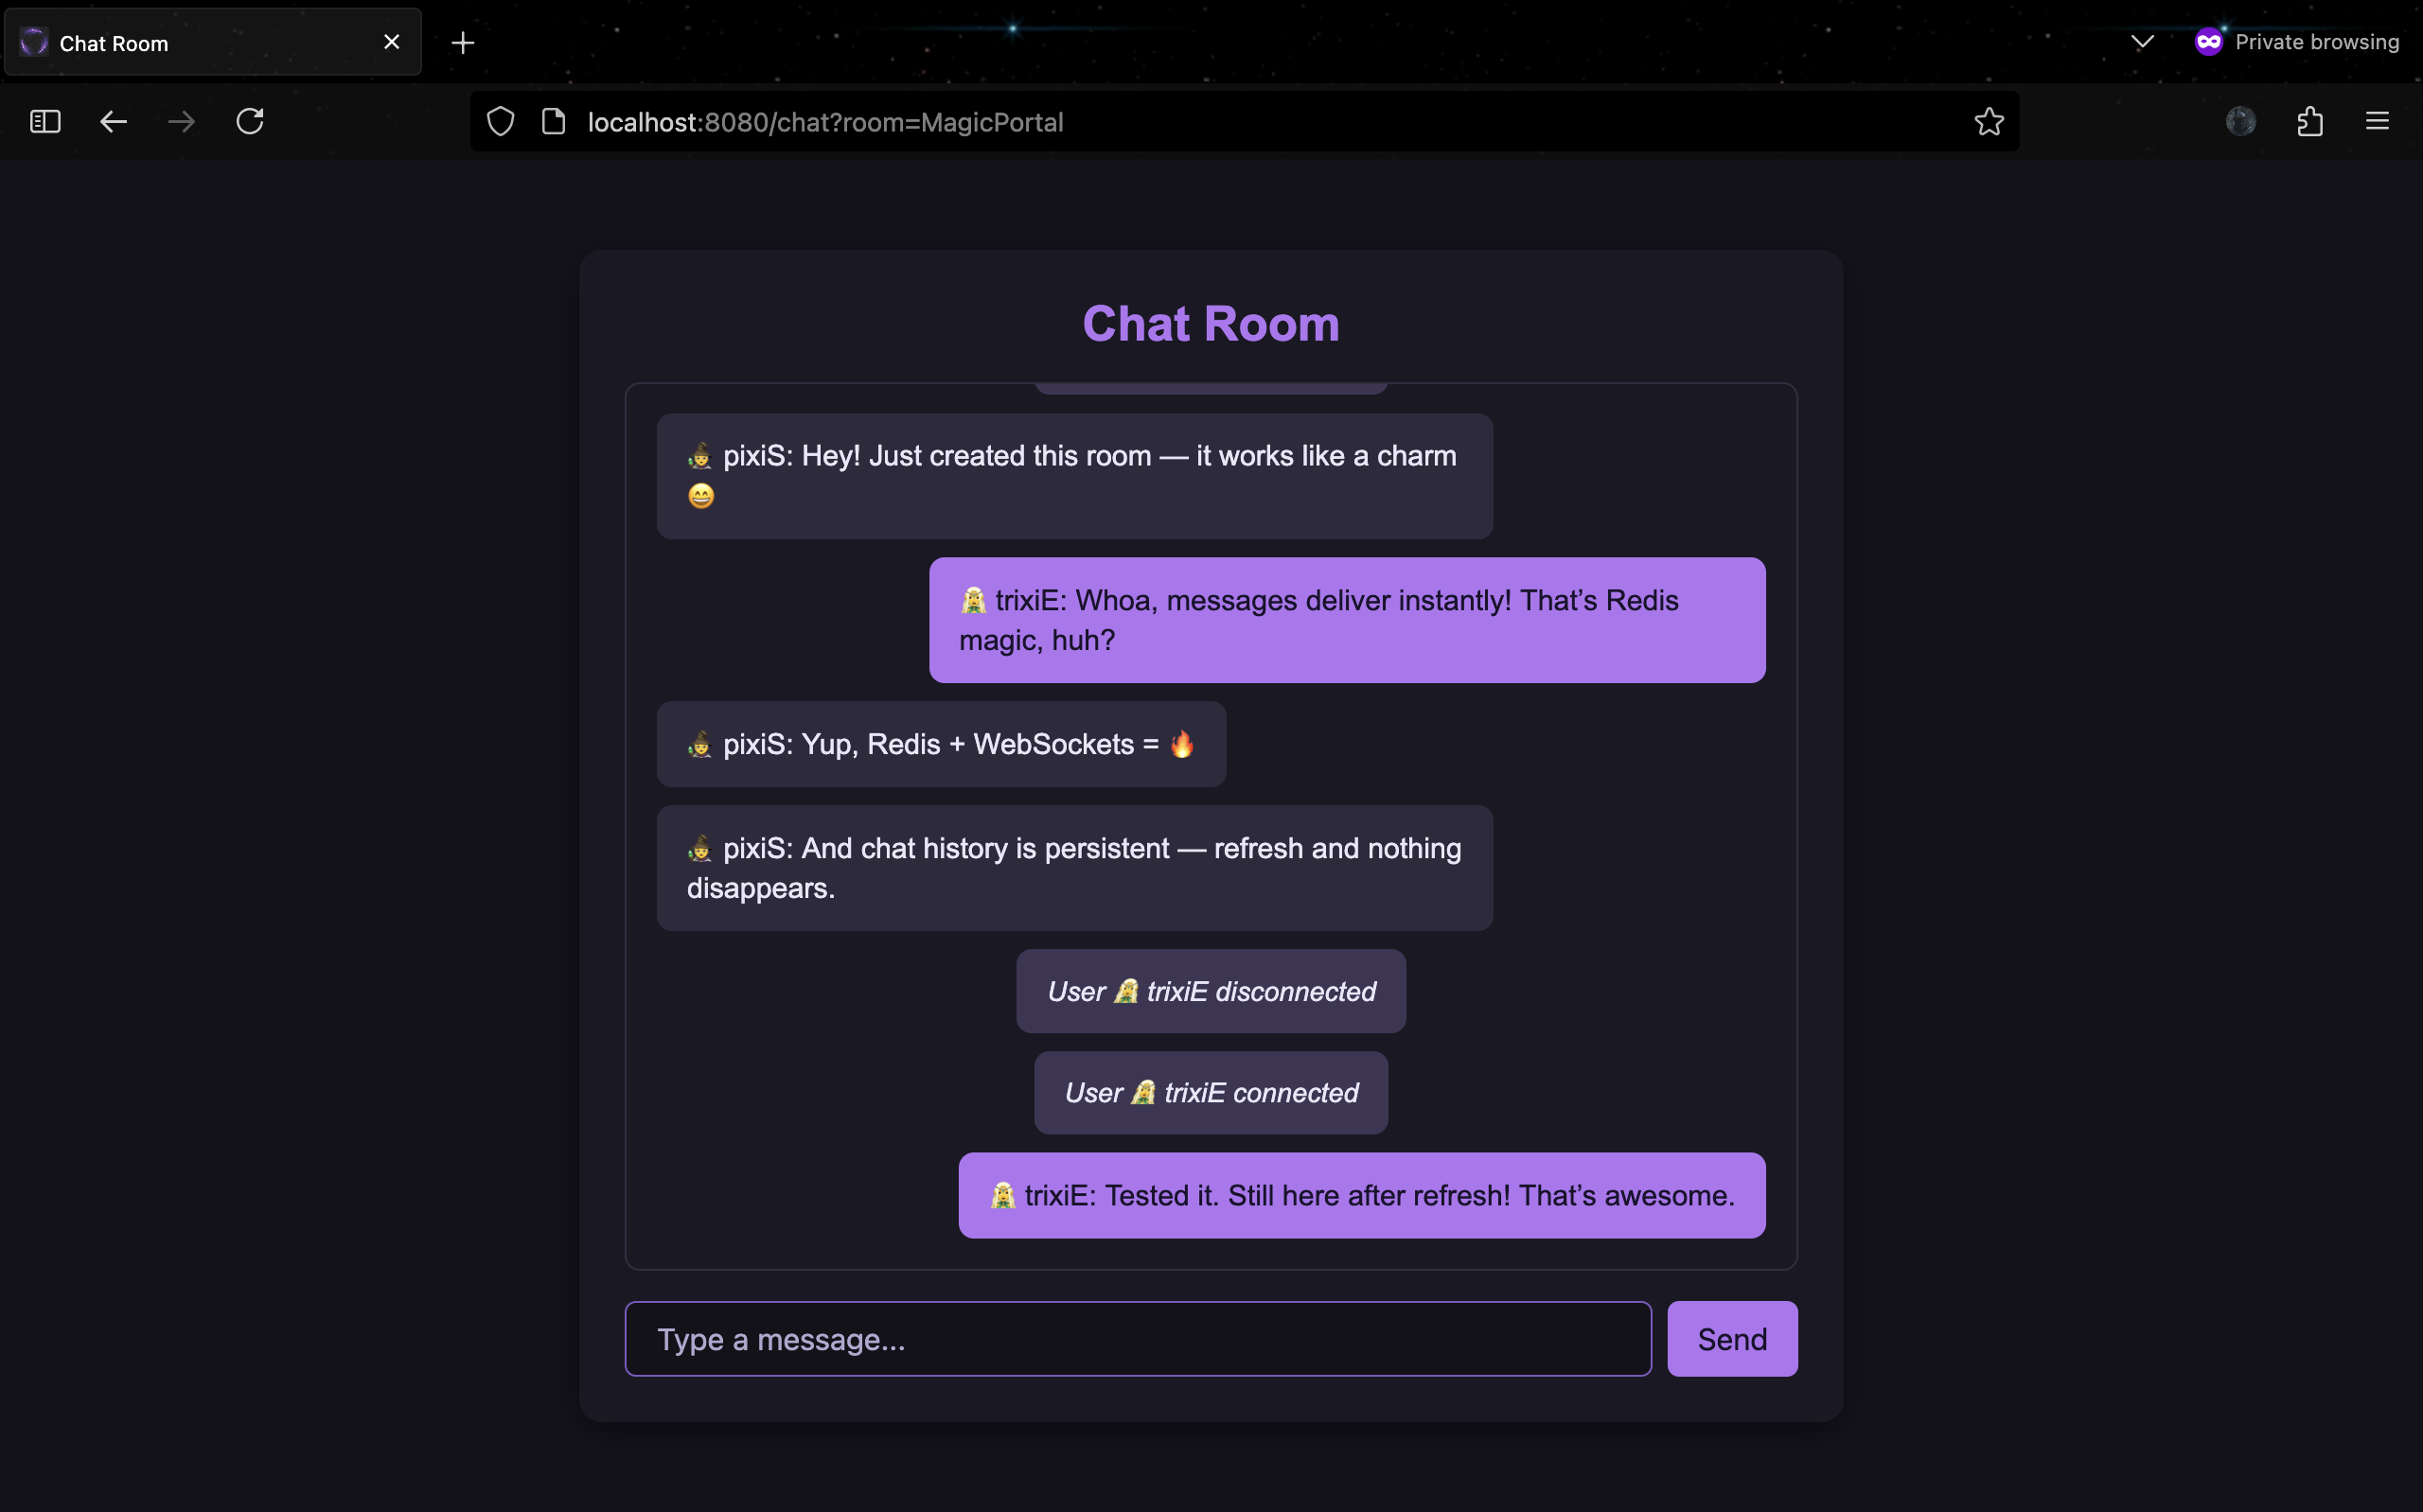 Chat Room
Private browsing
localhost:8080/chat?room=MagicPortal
Chat Room
🧙‍♀️ pixiS: Hey! Just created this room — it works like a charm
😄
🧝‍♀️ trixiE: Whoa, messages deliver instantly! That’s Redis
magic, huh?
🧙‍♀️ pixiS: Yup, Redis + WebSockets = 🔥
🧙‍♀️ pixiS: And chat history is persistent — refresh and nothing
disappears.
User 🧝‍♀️ trixiE disconnected
User 🧝‍♀️ trixiE connected
🧝‍♀️ trixiE: Tested it. Still here after refresh! That’s awesome.
Type a message...
Send